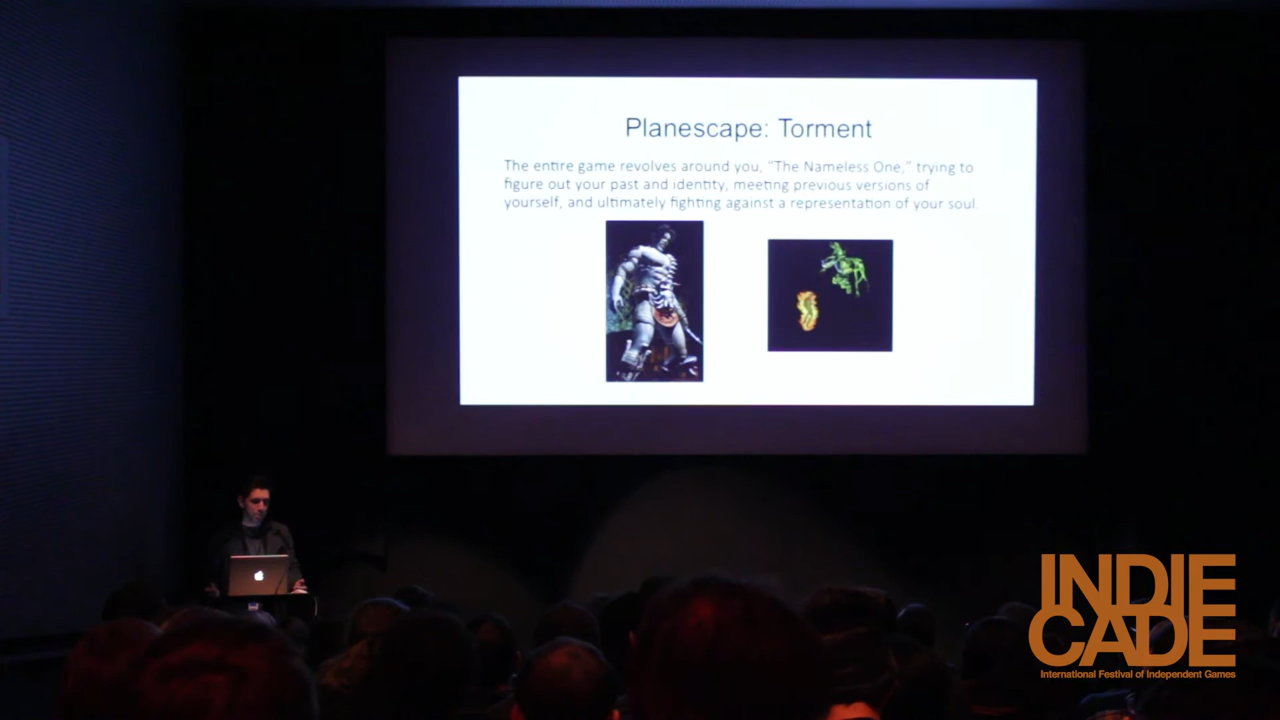 Planescape: Torment
The entire game revolves around you, “The Nameless One,” trying to
figure out your past and identity, meeting previous versions of
yourself, and ultimately fighting against a representation of your soul.
INDIE
CADE
International Festival of Independent Games